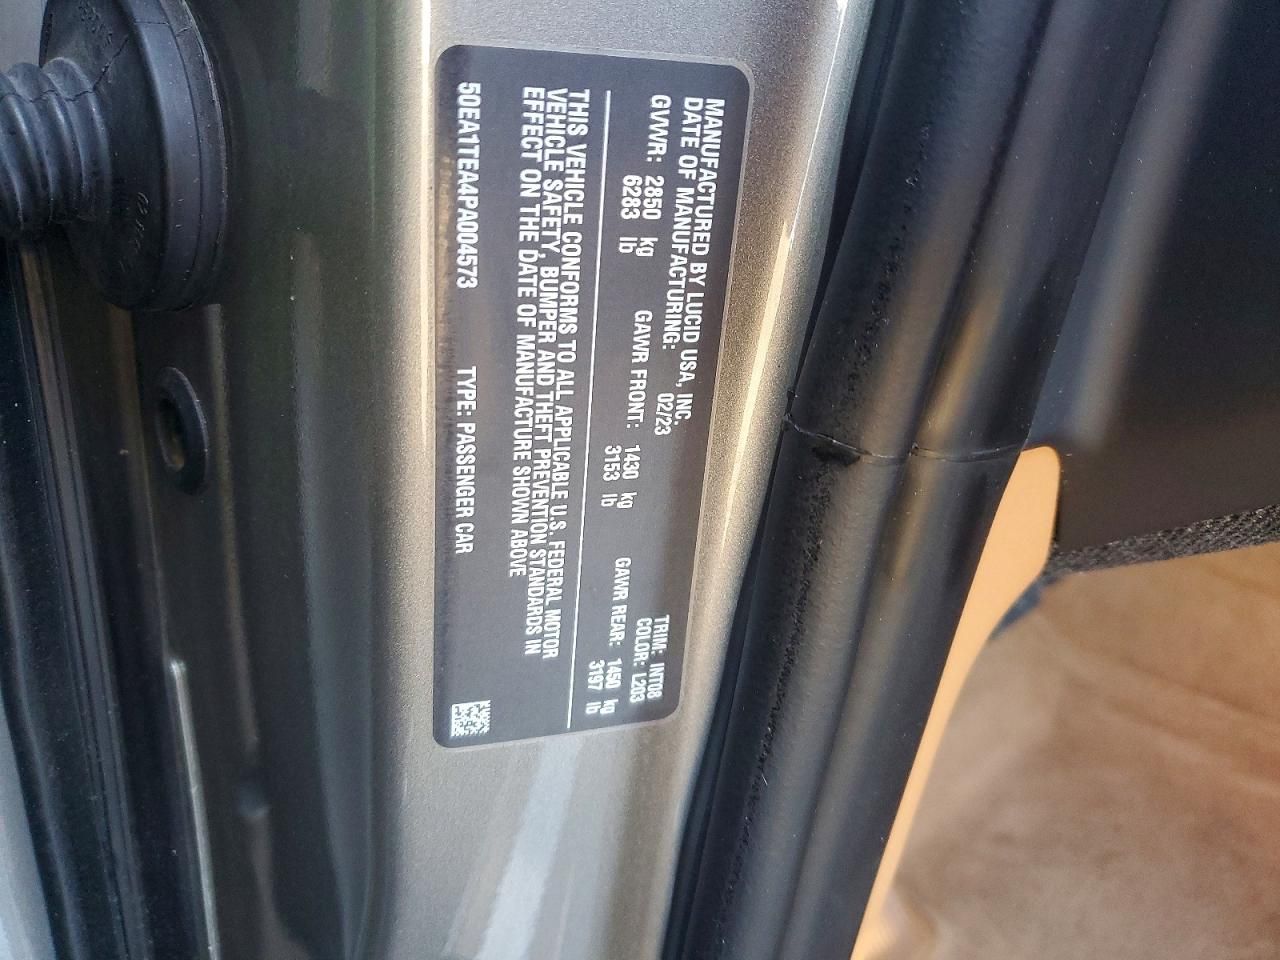 MANUFACTURED BY LUCID USA, INC.
DATE OF MANUFACTURING: 02/23
TRIM: INT08
COLOR: L203
GVWR: 2850 kg
6283 lb
GAWR FRONT: 1430 kg
3153 lb
GAWR REAR: 1450 kg
3197 lb
THIS VEHICLE CONFORMS TO ALL APPLICABLE U.S. FEDERAL MOTOR
VEHICLE SAFETY, BUMPER AND THEFT PREVENTION STANDARDS IN
EFFECT ON THE DATE OF MANUFACTURE SHOWN ABOVE
50EA1TEA4PA004573 TYPE: PASSENGER CAR